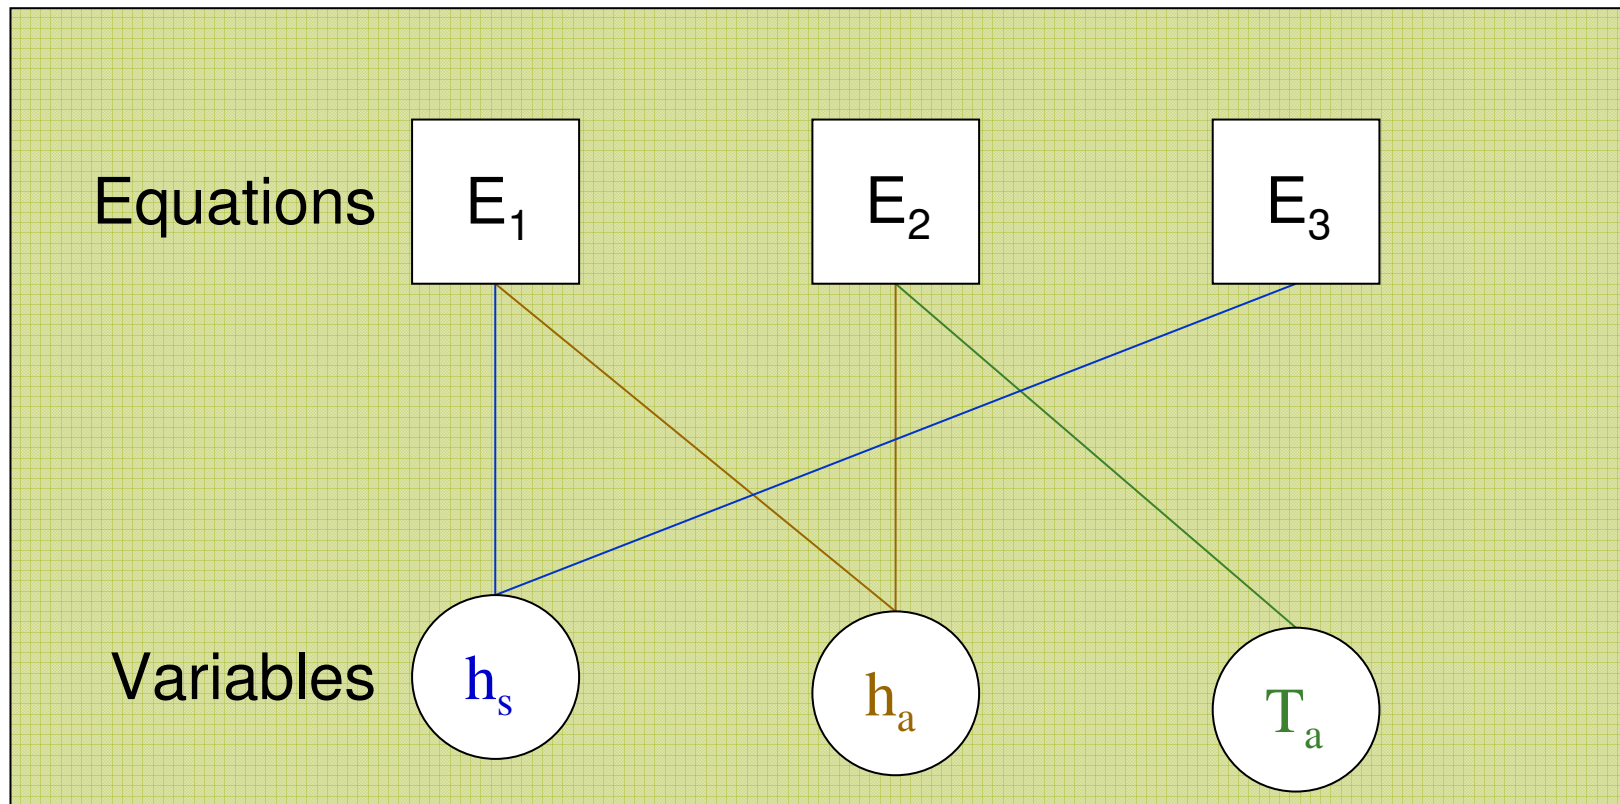 Equations E₁ E₂ E₃
Variables hₛ hₐ Tₐ